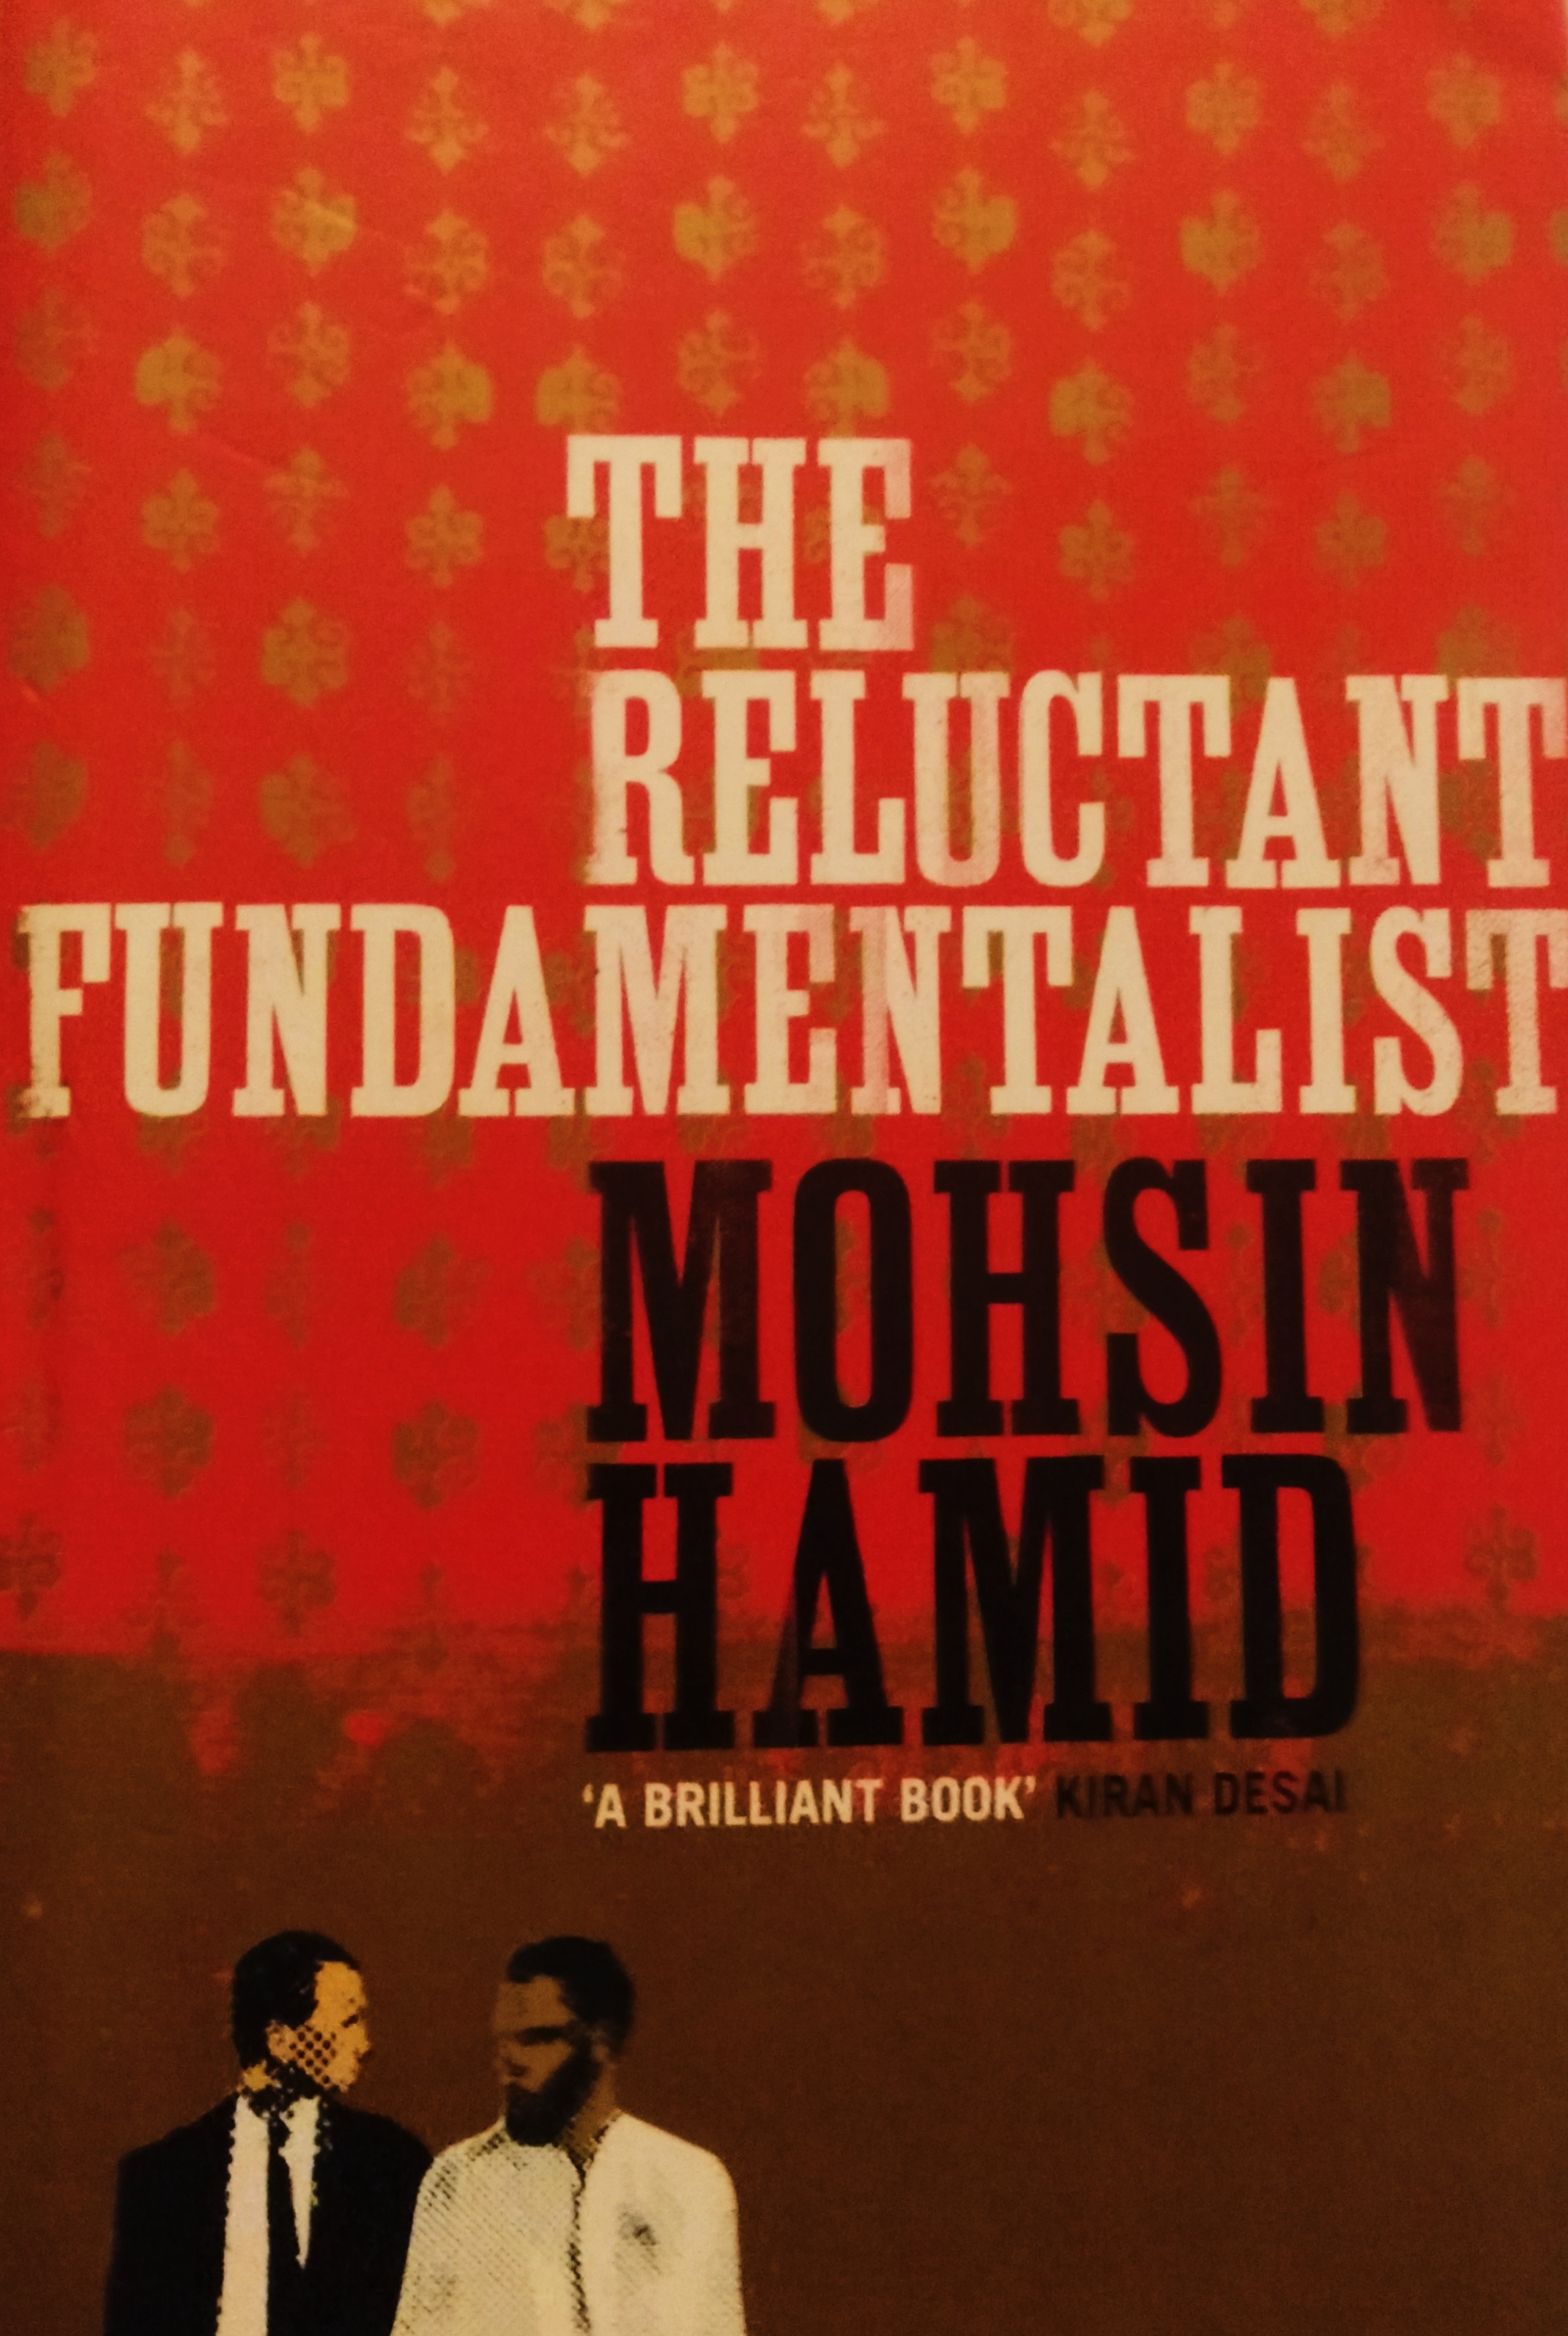 THE
RELUCTANT
FUNDAMENTALIST
MOHSIN
HAMID
‘A BRILLIANT BOOK’ KIRAN DESAI